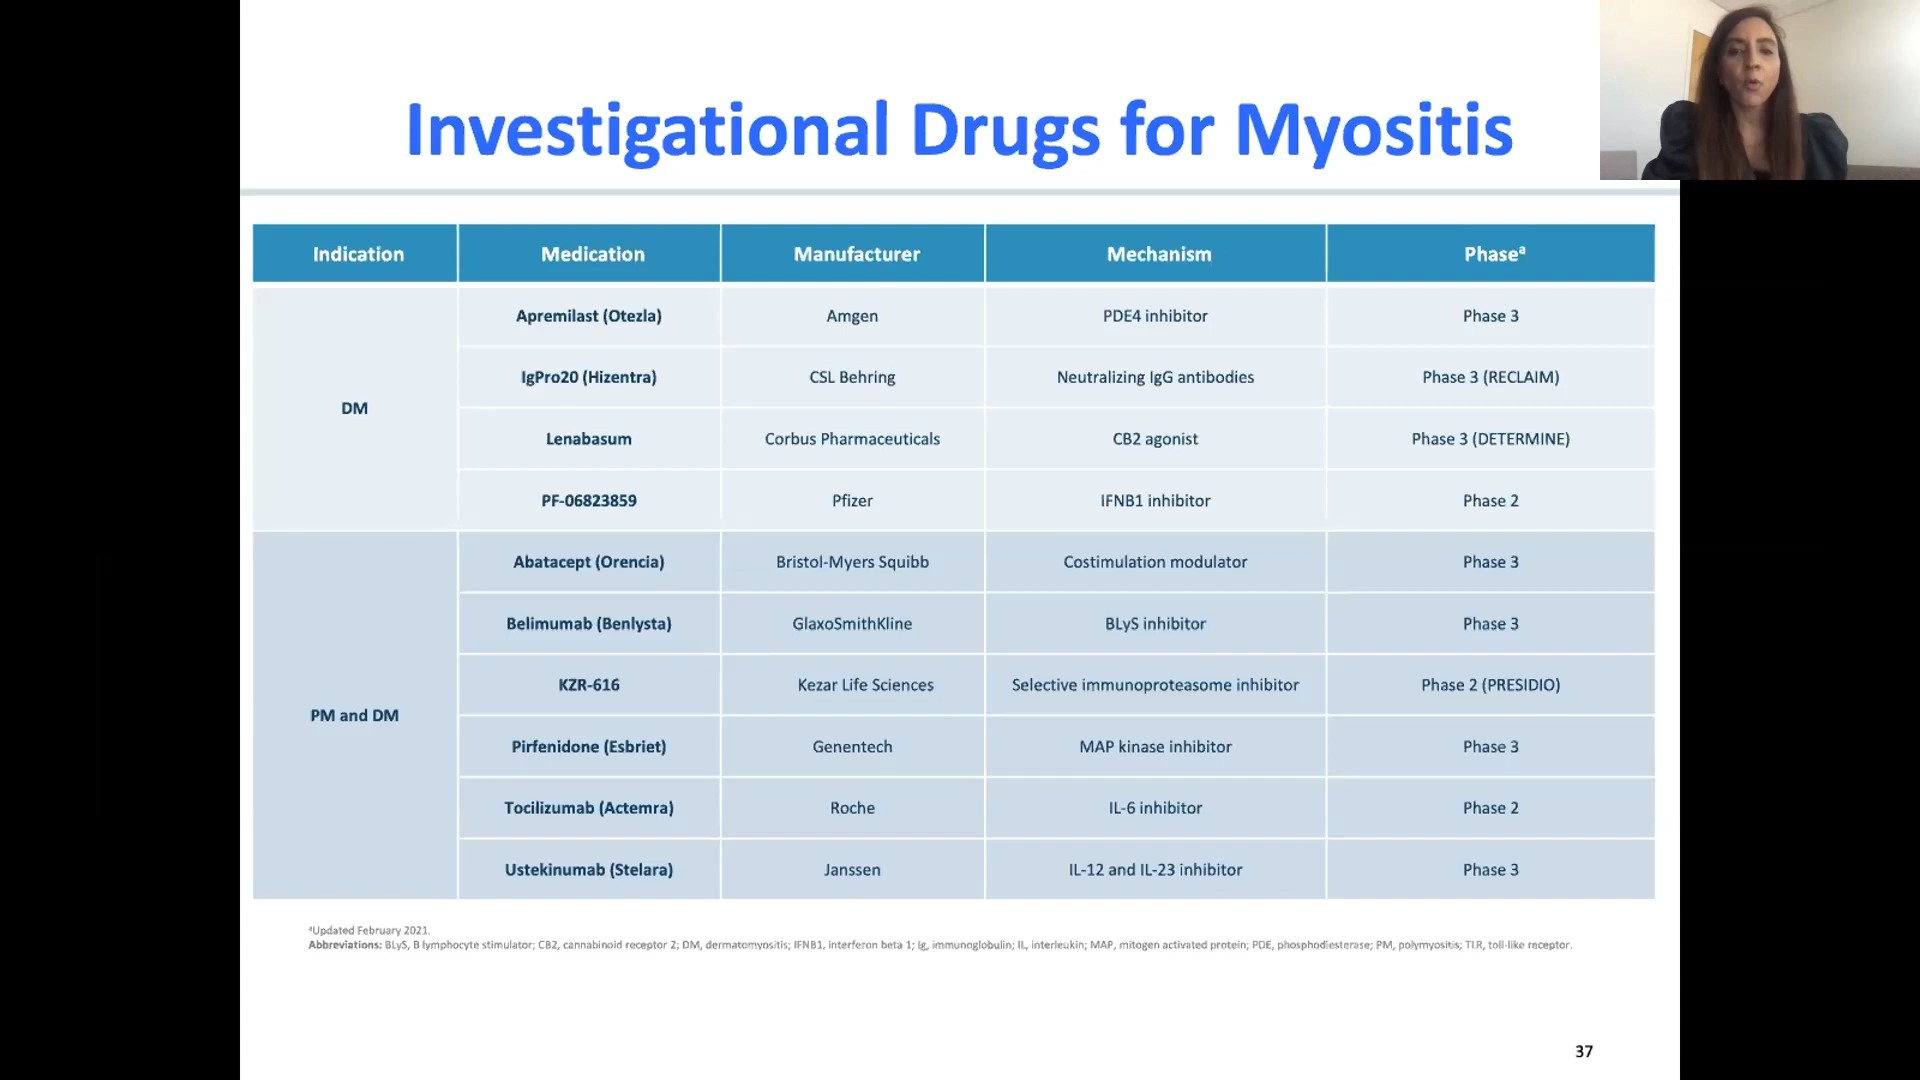 Investigational Drugs for Myositis
Indication Medication Manufacturer Mechanism Phaseᵃ
DM
Apremilast (Otezla) Amgen PDE4 inhibitor Phase 3
IgPro20 (Hizentra) CSL Behring Neutralizing IgG antibodies Phase 3 (RECLAIM)
Lenabasum Corbus Pharmaceuticals CB2 agonist Phase 3 (DETERMINE)
PF-06823859 Pfizer IFNB1 inhibitor Phase 2
PM and DM
Abatacept (Orencia) Bristol-Myers Squibb Costimulation modulator Phase 3
Belimumab (Benlysta) GlaxoSmithKline BLyS inhibitor Phase 3
KZR-616 Kezar Life Sciences Selective immunoproteasome inhibitor Phase 2 (PRESIDIO)
Pirfenidone (Esbriet) Genentech MAP kinase inhibitor Phase 3
Tocilizumab (Actemra) Roche IL-6 inhibitor Phase 2
Ustekinumab (Stelara) Janssen IL-12 and IL-23 inhibitor Phase 3
ᵃUpdated February 2021.
Abbreviations: BLyS, B lymphocyte stimulator; CB2, cannabinoid receptor 2; DM, dermatomyositis; IFNB1, interferon beta 1; Ig, immunoglobulin; IL, interleukin; MAP, mitogen activated protein; PDE, phosphodiesterase; PM, polymyositis; TLR, toll-like receptor.
37